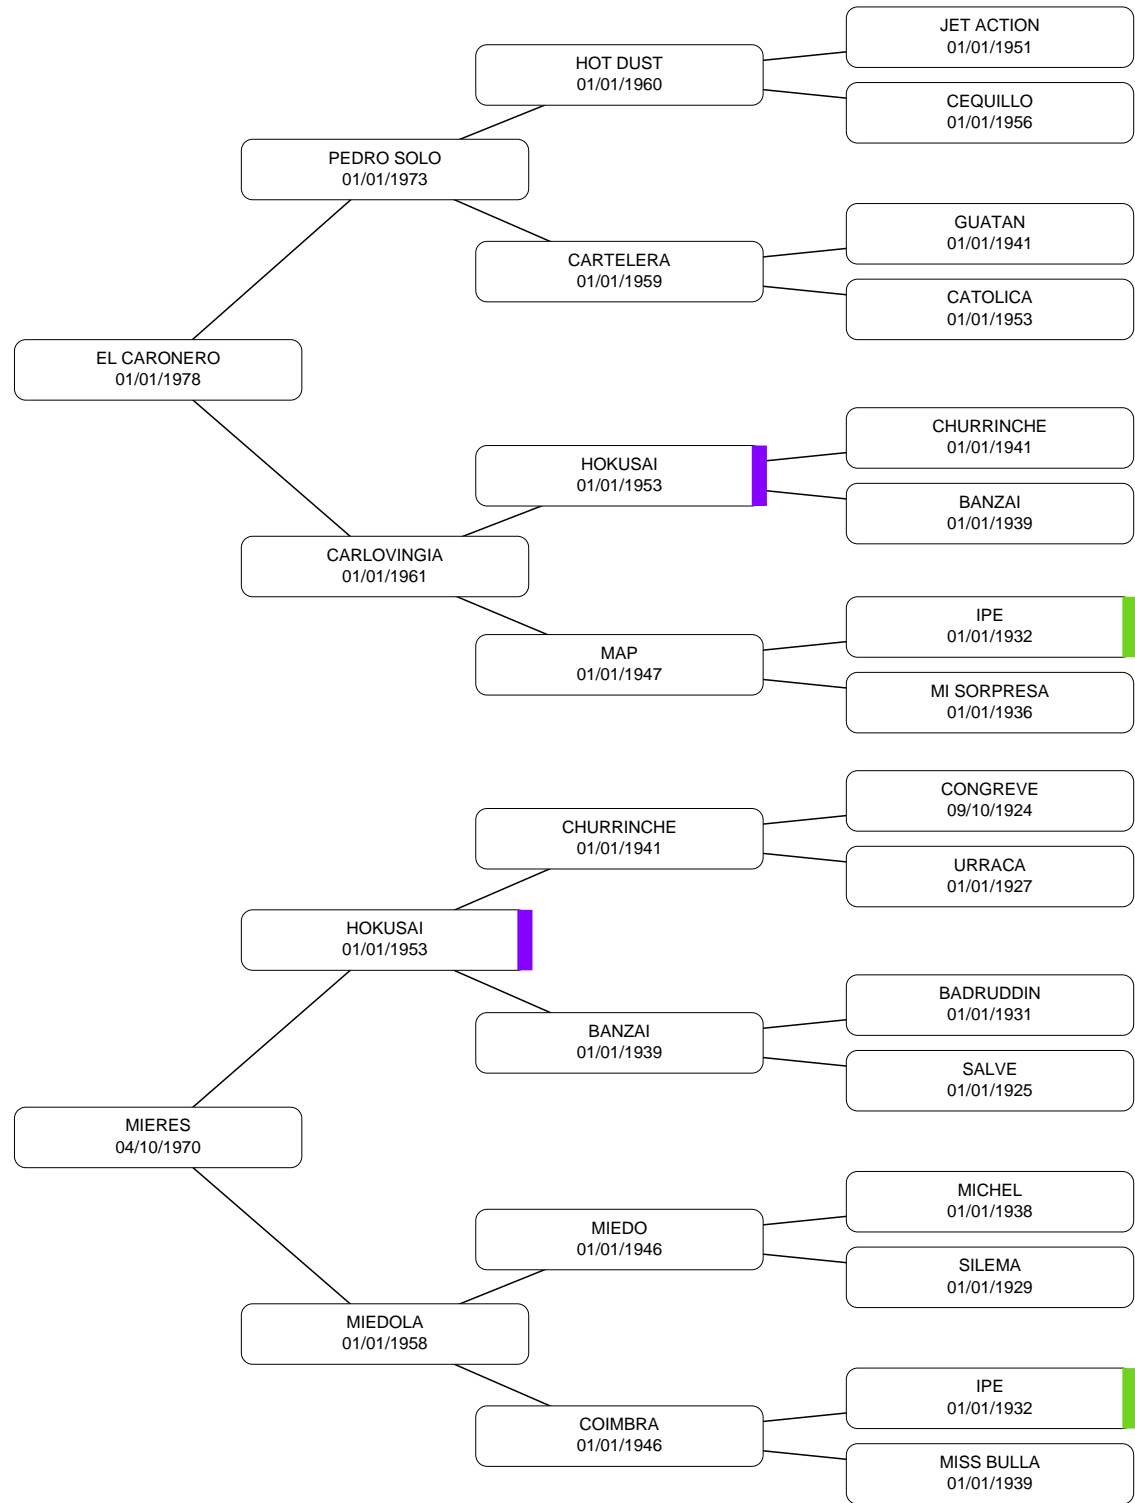 JET ACTION
01/01/1951
HOT DUST
01/01/1960
CEQUILLO
01/01/1956
PEDRO SOLO
01/01/1973
GUATAN
01/01/1941
CARTELERA
01/01/1959
CATOLICA
01/01/1953
EL CARONERO
01/01/1978
CHURRINCHE
01/01/1941
HOKUSAI
01/01/1953
BANZAI
01/01/1939
CARLOVINGIA
01/01/1961
IPE
01/01/1932
MAP
01/01/1947
MI SORPRESA
01/01/1936
CONGREVE
09/10/1924
CHURRINCHE
01/01/1941
URRACA
01/01/1927
HOKUSAI
01/01/1953
BADRUDDIN
01/01/1931
BANZAI
01/01/1939
SALVE
01/01/1925
MIERES
04/10/1970
MICHEL
01/01/1938
MIEDO
01/01/1946
SILEMA
01/01/1929
MIEDOLA
01/01/1958
IPE
01/01/1932
COIMBRA
01/01/1946
MISS BULLA
01/01/1939